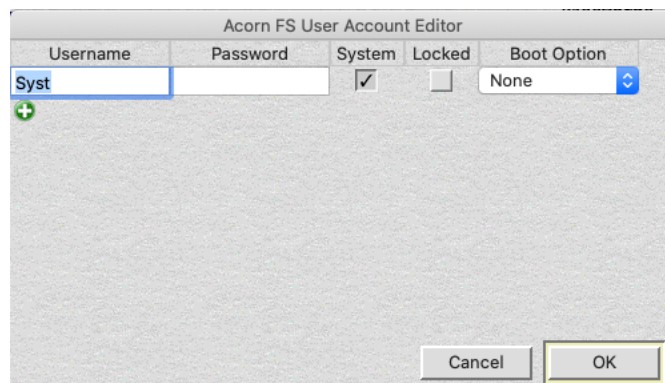 Acorn FS User Account Editor
Username Password System Locked Boot Option
Syst None
Cancel OK